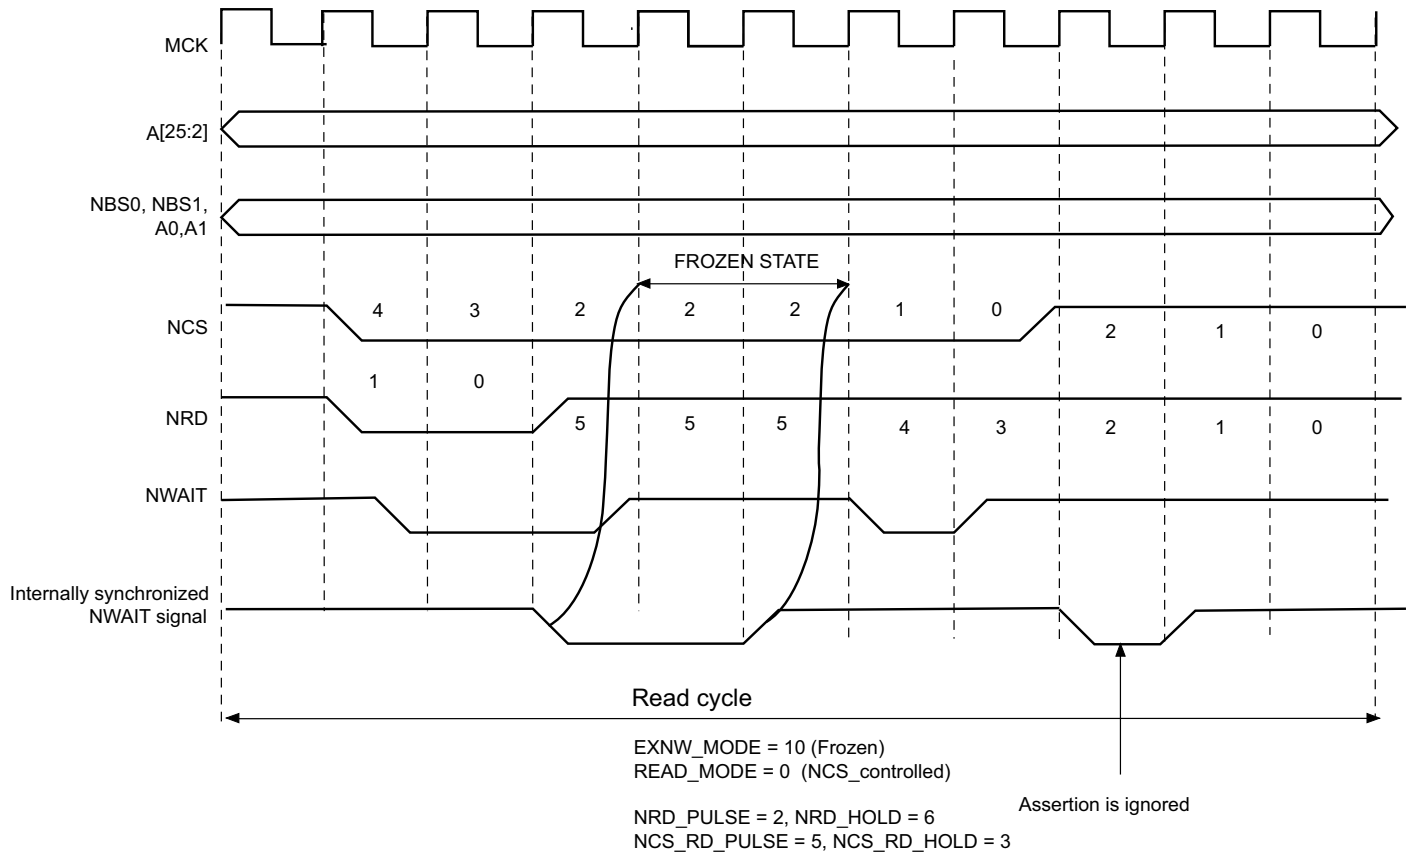 MCK
A[25:2]
NBS0, NBS1,
A0,A1
FROZEN STATE
NCS
4 3 2 2 2 1 0
2 1 0
1 0
NRD
5 5 5 4 3 2 1 0
NWAIT
Internally synchronized
NWAIT signal
Read cycle
EXNW_MODE = 10 (Frozen)
READ_MODE = 0 (NCS_controlled)
Assertion is ignored
NRD_PULSE = 2, NRD_HOLD = 6
NCS_RD_PULSE = 5, NCS_RD_HOLD = 3